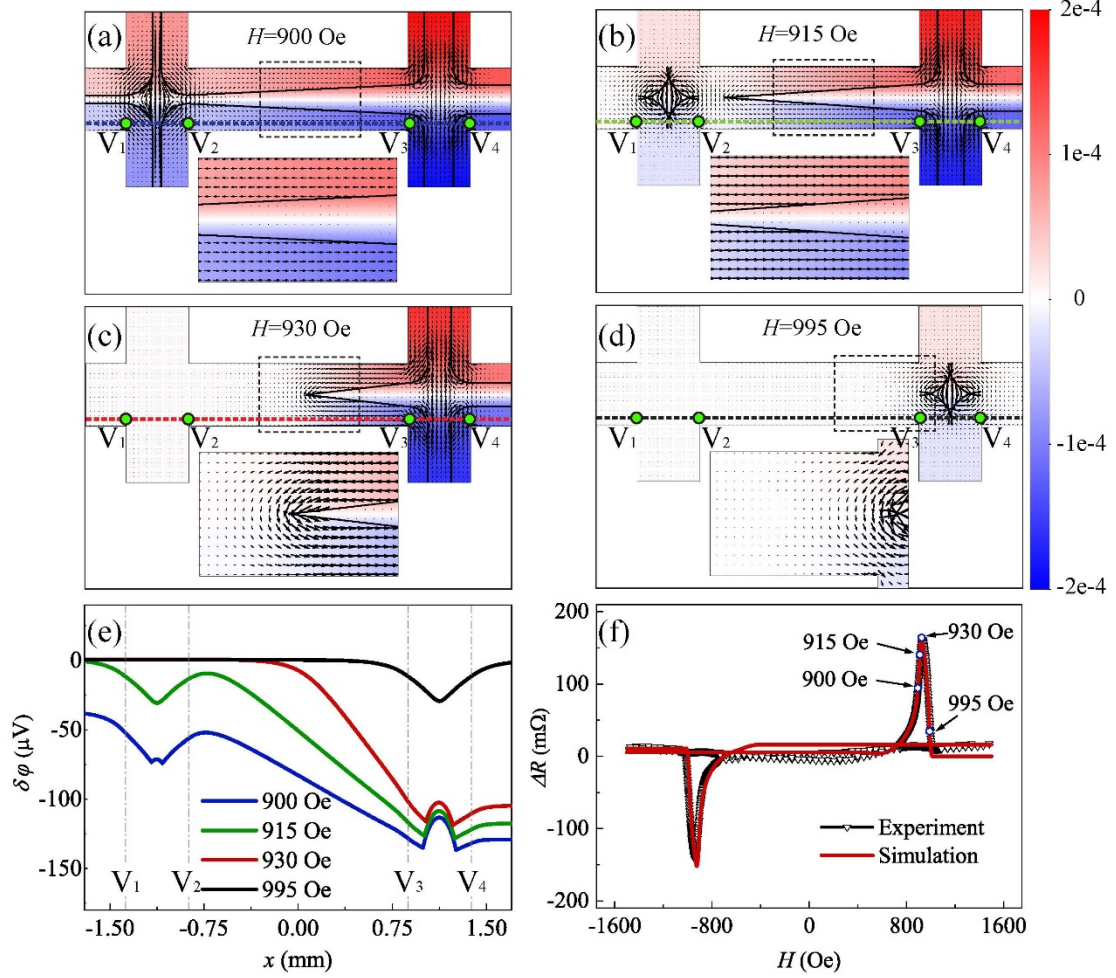 (a)
H=900 Oe
V1
V2
V3
V4
(b)
H=915 Oe
V1
V2
V3
V4
2e-4
1e-4
0
-1e-4
-2e-4
(c)
H=930 Oe
V1
V2
V3
V4
(d)
H=995 Oe
V1
V2
V3
V4
(e)
0
-50
-100
-150
δφ (μV)
900 Oe
915 Oe
930 Oe
995 Oe
V1
V2
V3
V4
-1.50
-0.75
0.00
0.75
1.50
x (mm)
(f)
200
100
0
-100
-200
ΔR (mΩ)
930 Oe
915 Oe
900 Oe
995 Oe
Experiment
Simulation
-1600
-800
0
800
1600
H (Oe)